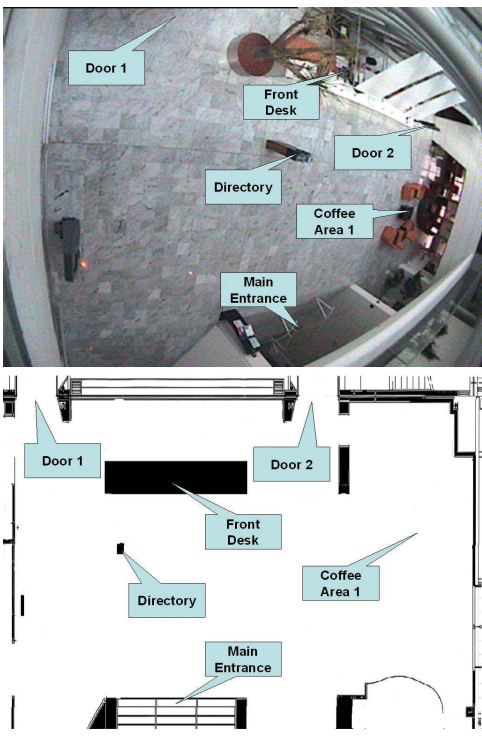 Door 1
Front
Desk
Door 2
Directory
Coffee
Area 1
Main
Entrance
Door 1
Door 2
Front
Desk
Coffee
Area 1
Directory
Main
Entrance